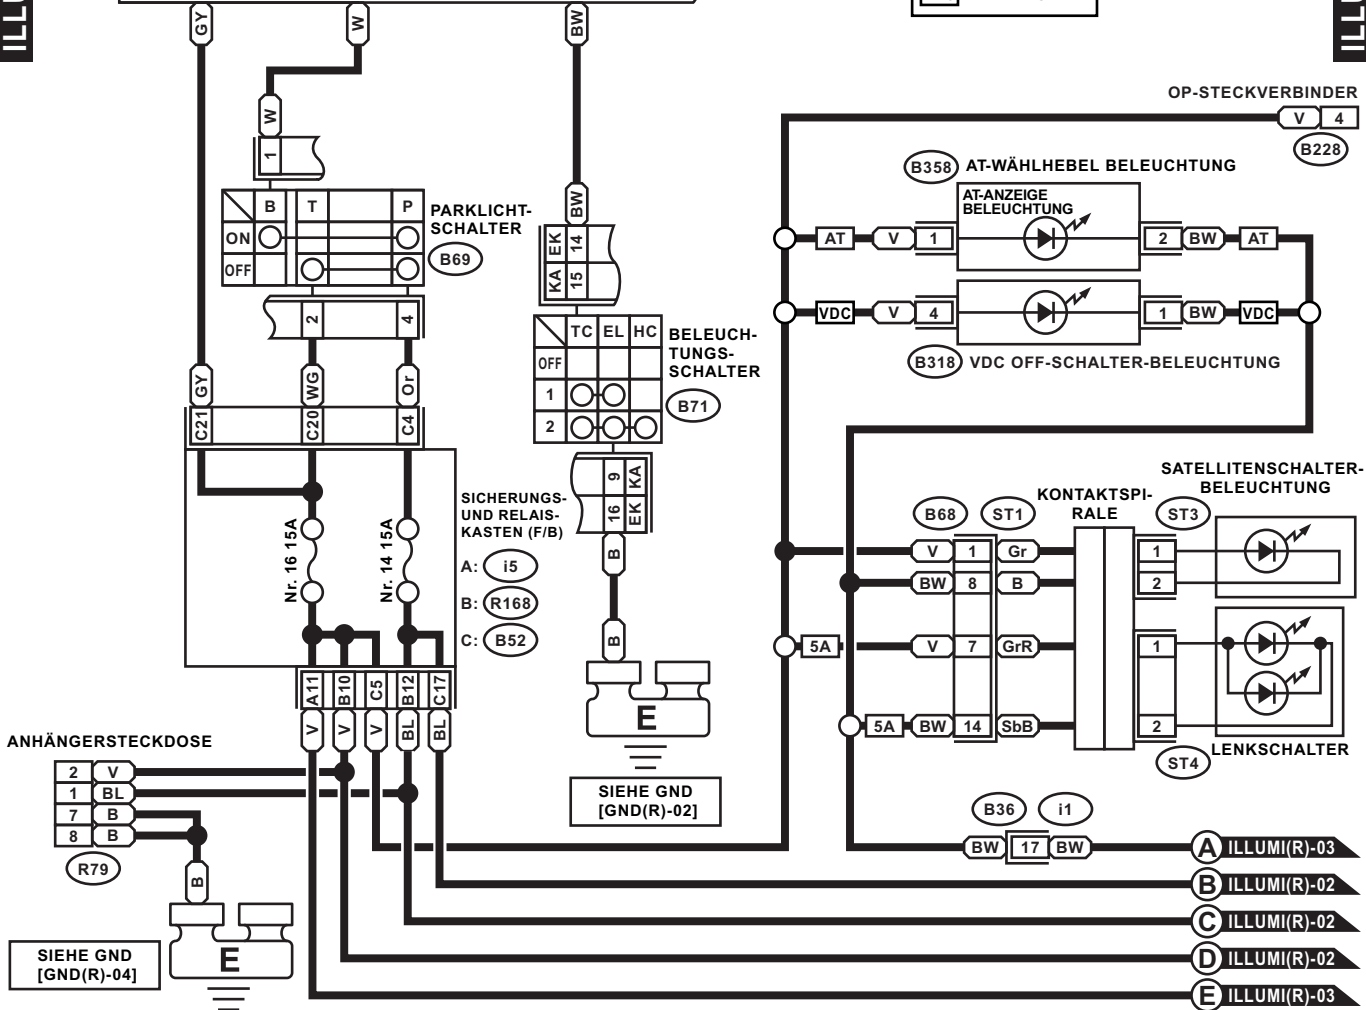 GY
W
BW
OP-STECKVERBINDER
V 4
B228
W
1
B358 AT-WÄHLHEBEL BELEUCHTUNG
AT-ANZEIGE
BELEUCHTUNG
AT V 1
2 BW AT
VDC V 4
1 BW VDC
B318 VDC OFF-SCHALTER-BELEUCHTUNG
B T P
ON
OFF
PARKLICHT-
SCHALTER
B69
2 4
BW
EK 14
KA 15
TC EL HC
OFF
1
2
BELEUCH-
TUNGS-
SCHALTER
B71
9 KA
16 EK
B
B
E
SIEHE GND
[GND(R)-02]
GY WG Or
C21 C20 C4
Nr. 16 15A
Nr. 14 15A
SICHERUNGS-
UND RELAIS-
KASTEN (F/B)
A: i5
B: R168
C: B52
A11 B10 C5 B12 C17
V V V BL BL
SATELLITENSCHALTER-
BELEUCHTUNG
KONTAKTSPI-
RALE
B68 ST1 ST3
V 1 Gr 1
BW 8 B 2
5A V 7 GrR 1
5A BW 14 SbB 2
ST4
LENKSCHALTER
ANHÄNGERSTECKDOSE
2 V
1 BL
7 B
8 B
R79
B
E
SIEHE GND
[GND(R)-04]
B36 i1
BW 17 BW
A ILLUMI(R)-03
B ILLUMI(R)-02
C ILLUMI(R)-02
D ILLUMI(R)-02
E ILLUMI(R)-03